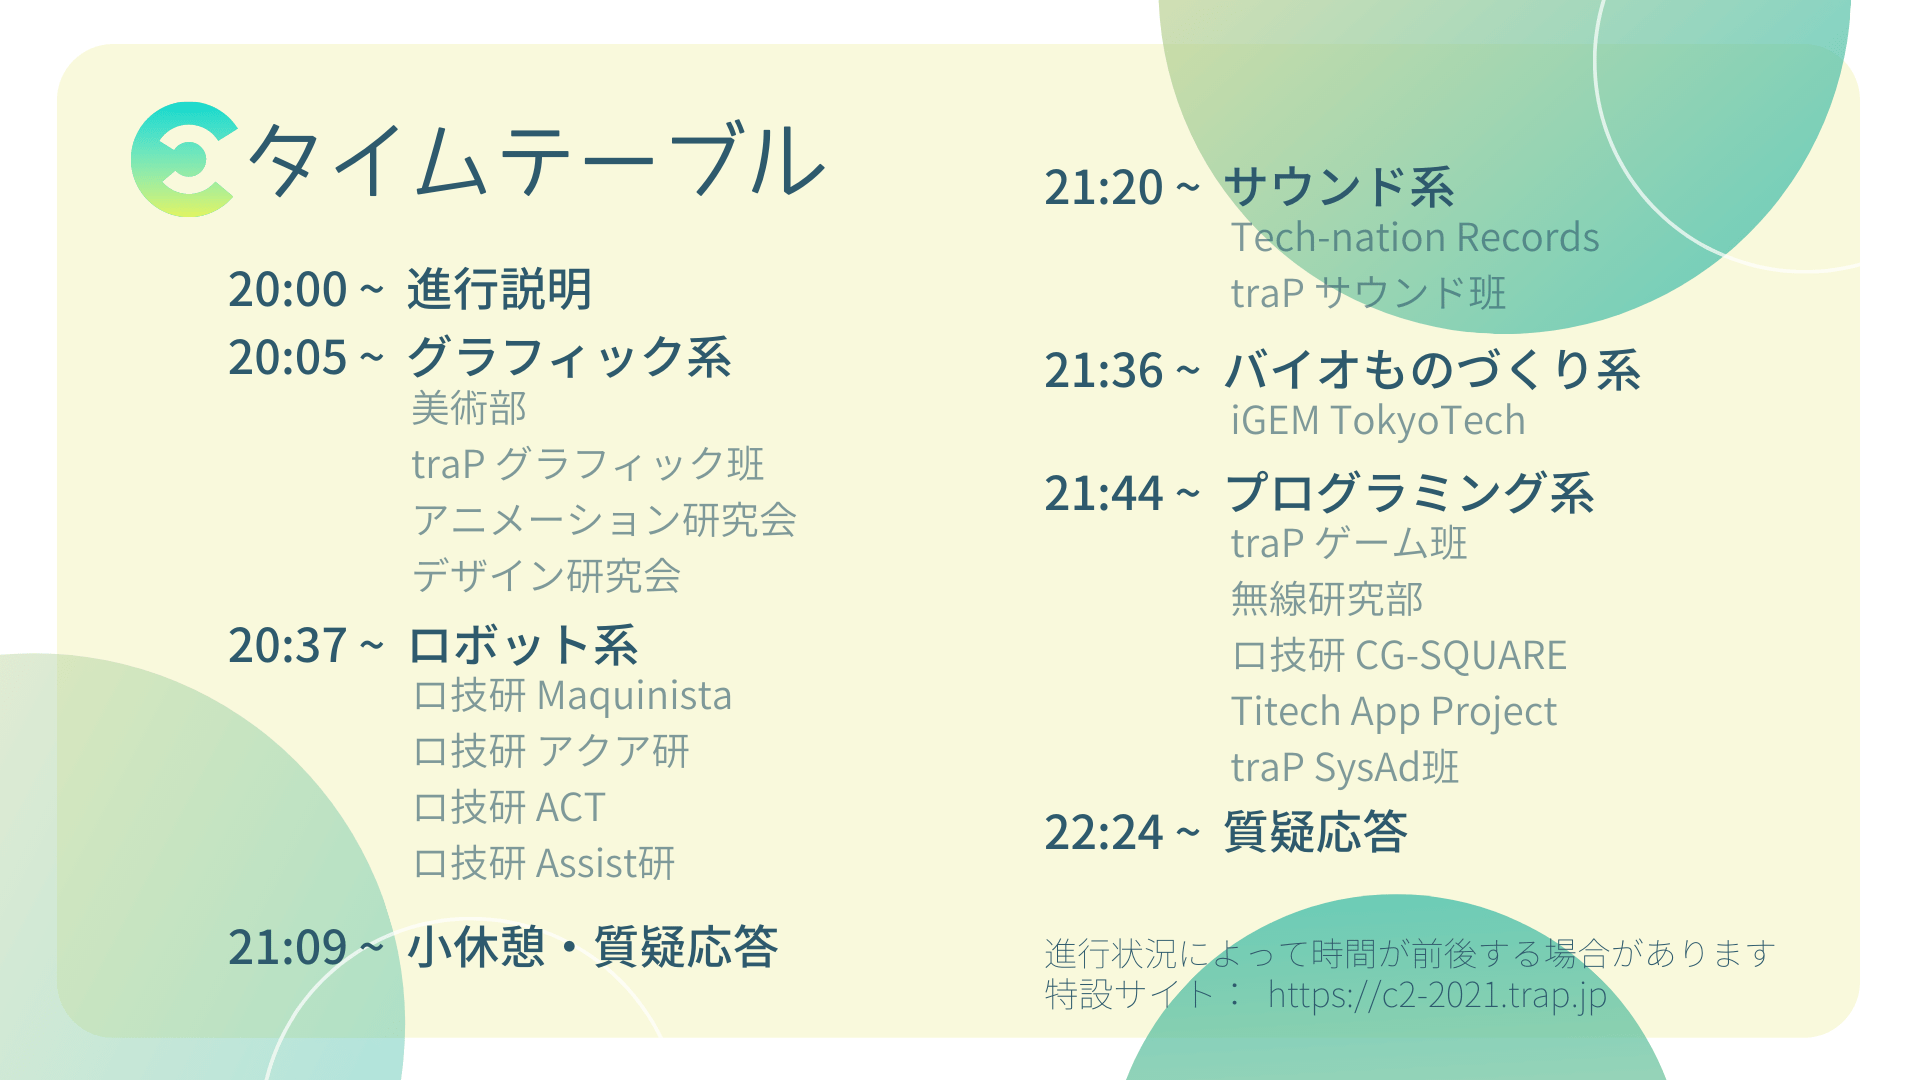 タイムテーブル
20:00 ~ 進行説明
20:05 ~ グラフィック系
美術部
traP グラフィック班
アニメーション研究会
デザイン研究会
20:37 ~ ロボット系
ロ技研 Maquinista
ロ技研 アクア研
ロ技研 ACT
ロ技研 Assist研
21:09 ~ 小休憩・質疑応答
21:20 ~ サウンド系
Tech-nation Records
traP サウンド班
21:36 ~ バイオものづくり系
iGEM TokyoTech
21:44 ~ プログラミング系
traP ゲーム班
無線研究部
ロ技研 CG-SQUARE
Titech App Project
traP SysAd班
22:24 ~ 質疑応答
進行状況によって時間が前後する場合があります
特設サイト： https://c2-2021.trap.jp